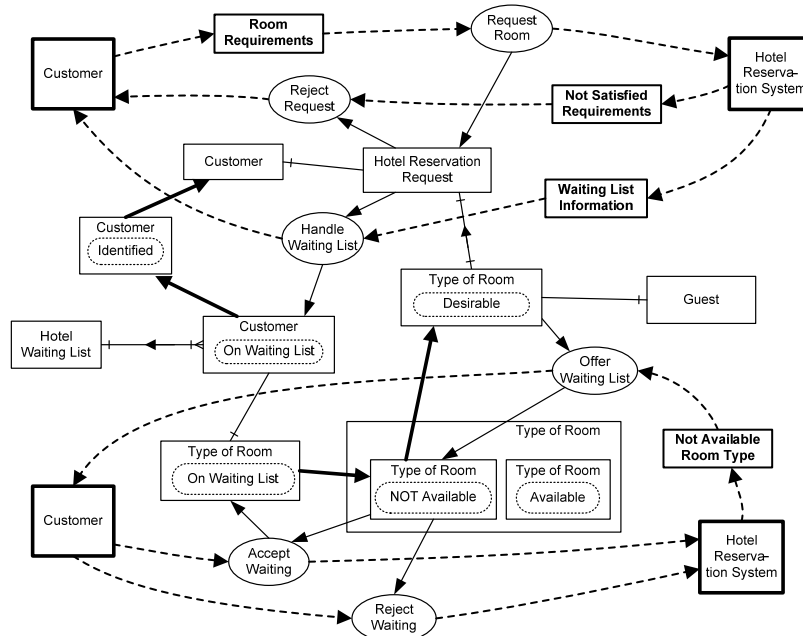 Request
Room
Room
Requirements
Customer
Hotel
Reserva-
tion System
Reject
Request
Not Satisfied
Requirements
Customer
Hotel Reservation
Request
Waiting List
Information
Customer
Identified
Handle
Waiting List
Type of Room
Desirable
Guest
Hotel
Waiting List
Customer
On Waiting List
Offer
Waiting List
Type of Room
Not Available
Room Type
Type of Room
On Waiting List
Type of Room
NOT Available
Type of Room
Available
Customer
Accept
Waiting
Hotel
Reserva-
tion System
Reject
Waiting